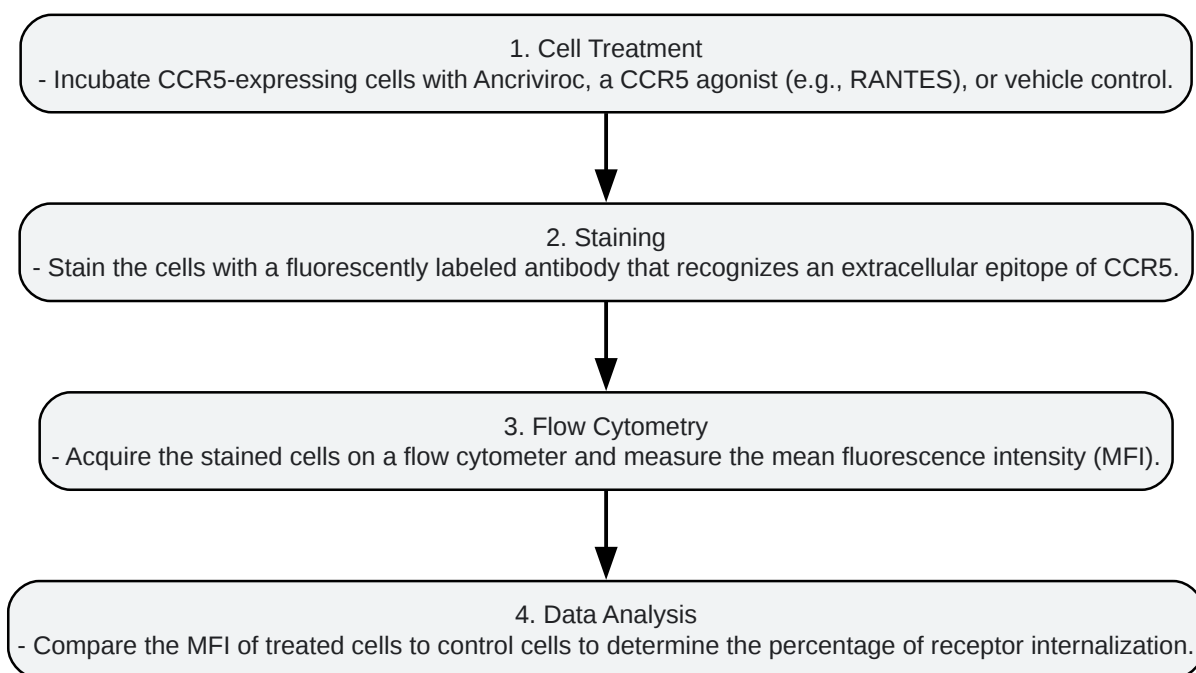 1. Cell Treatment
- Incubate CCR5-expressing cells with Ancriviroc, a CCR5 agonist (e.g., RANTES), or vehicle control.
2. Staining
- Stain the cells with a fluorescently labeled antibody that recognizes an extracellular epitope of CCR5.
3. Flow Cytometry
- Acquire the stained cells on a flow cytometer and measure the mean fluorescence intensity (MFI).
4. Data Analysis
- Compare the MFI of treated cells to control cells to determine the percentage of receptor internalization.